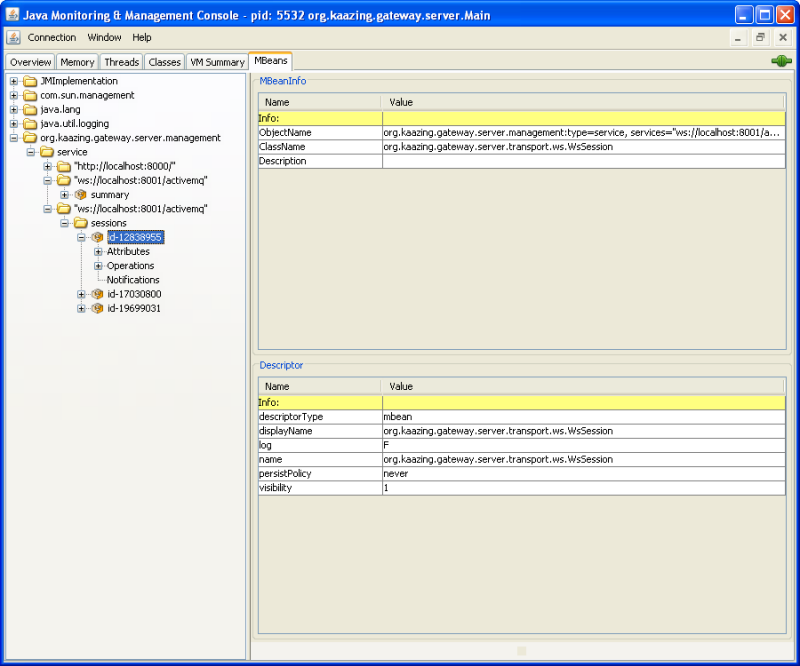 Java Monitoring & Management Console - pid: 5532 org.kaazing.gateway.server.Main
Connection Window Help
Overview Memory Threads Classes VM Summary MBeans
JMImplementation
com.sun.management
java.lang
java.util.logging
org.kaazing.gateway.server.management
service
"http://localhost:8000/"
"ws://localhost:8001/activemq"
summary
"ws://localhost:8001/activemq"
sessions
id-12838955
Attributes
Operations
Notifications
id-17030800
id-19699031
MBeanInfo
Name Value
Info:
ObjectName org.kaazing.gateway.server.management:type=service, services="ws://localhost:8001/a...
ClassName org.kaazing.gateway.server.transport.ws.WsSession
Description
Descriptor
Name Value
Info:
descriptorType mbean
displayName org.kaazing.gateway.server.transport.ws.WsSession
log F
name org.kaazing.gateway.server.transport.ws.WsSession
persistPolicy never
visibility 1